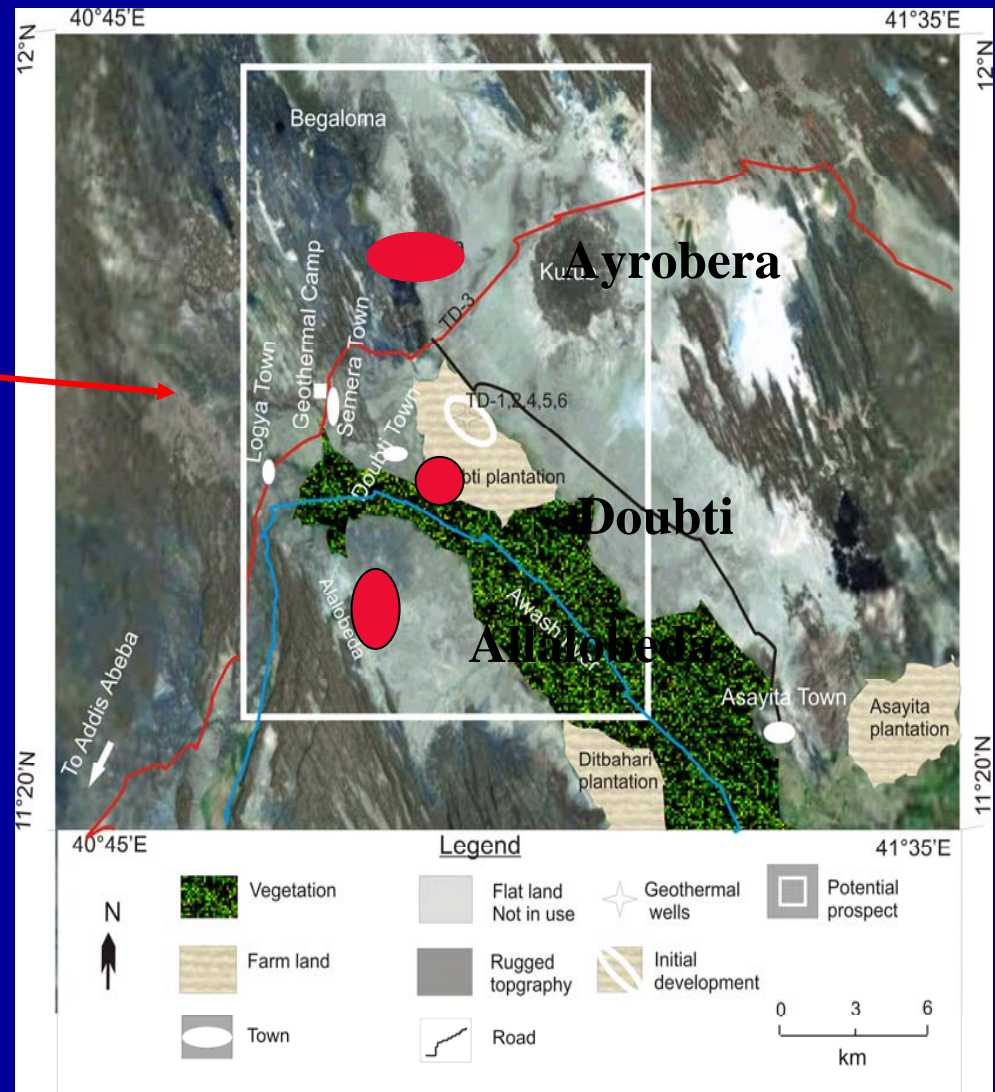 40°45'E
41°35'E
12°N
12°N
Begaloma
Ayrobera
TD-3
Geothermal Camp
Semera Town
Logya Town
Doubti Town
TD-1,2,4,5,6
plantation
Doubti
Alalobeda
Awash
Allalobeda
To Addis Abeba
Asayita Town
Asayita
plantation
Ditbahari
plantation
11°20'N
11°20'N
40°45'E
41°35'E
Legend
N
Vegetation
Flat land
Not in use
Geothermal
wells
Potential
prospect
Farm land
Rugged
topgraphy
Initial
development
Town
Road
0 3 6
km